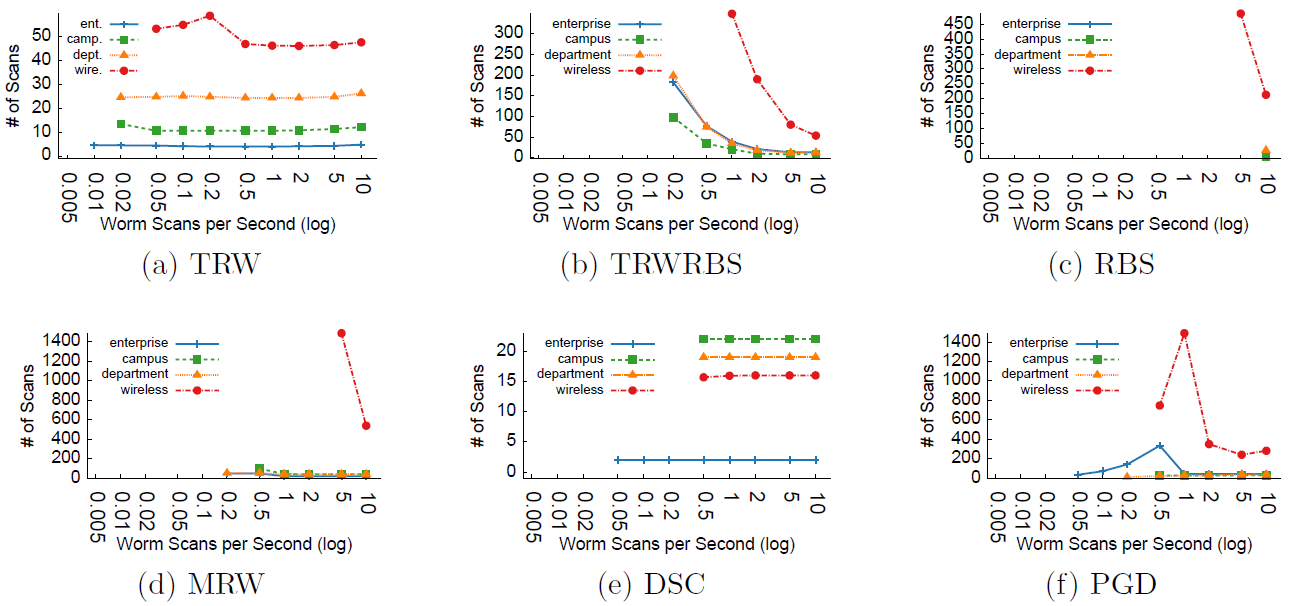 # of Scans
50
40
30
20
10
0
ent.
camp.
dept.
wire.
0.005
0.01
0.02
0.05
0.1
0.2
0.5
1
2
5
10
Worm Scans per Second (log)
(a) TRW
# of Scans
300
250
200
150
100
50
0
enterprise
campus
department
wireless
0.005
0.01
0.02
0.05
0.1
0.2
0.5
1
2
5
10
Worm Scans per Second (log)
(b) TRWRBS
# of Scans
450
400
350
300
250
200
150
100
50
0
enterprise
campus
department
wireless
0.005
0.01
0.02
0.05
0.1
0.2
0.5
1
2
5
10
Worm Scans per Second (log)
(c) RBS
# of Scans
1400
1200
1000
800
600
400
200
0
enterprise
campus
department
wireless
0.005
0.01
0.02
0.05
0.1
0.2
0.5
1
2
5
10
Worm Scans per Second (log)
(d) MRW
# of Scans
20
15
10
5
0
enterprise
campus
department
wireless
0.005
0.01
0.02
0.05
0.1
0.2
0.5
1
2
5
10
Worm Scans per Second (log)
(e) DSC
# of Scans
1400
1200
1000
800
600
400
200
0
enterprise
campus
department
wireless
0.005
0.01
0.02
0.05
0.1
0.2
0.5
1
2
5
10
Worm Scans per Second (log)
(f) PGD